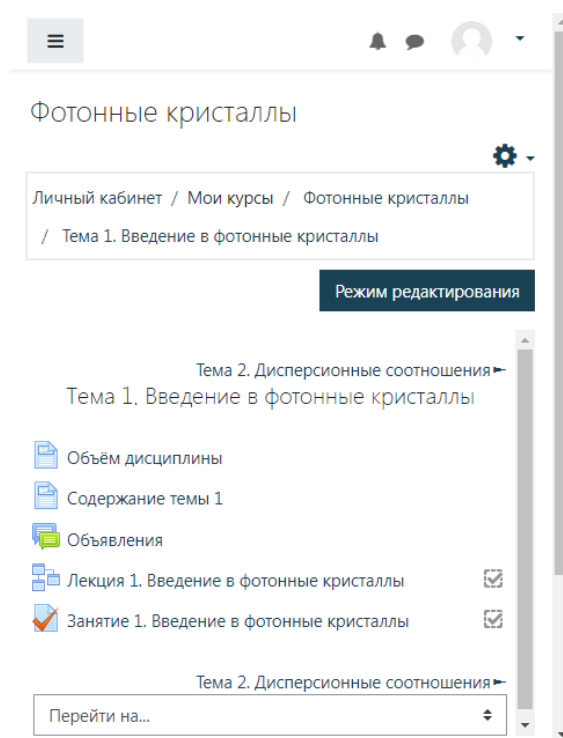 Фотонные кристаллы
Личный кабинет / Мои курсы / Фотонные кристаллы
/ Тема 1. Введение в фотонные кристаллы
Режим редактирования
Тема 2. Дисперсионные соотношения
Тема 1. Введение в фотонные кристаллы
Объём дисциплины
Содержание темы 1
Объявления
Лекция 1. Введение в фотонные кристаллы
Занятие 1. Введение в фотонные кристаллы
Тема 2. Дисперсионные соотношения
Перейти на...